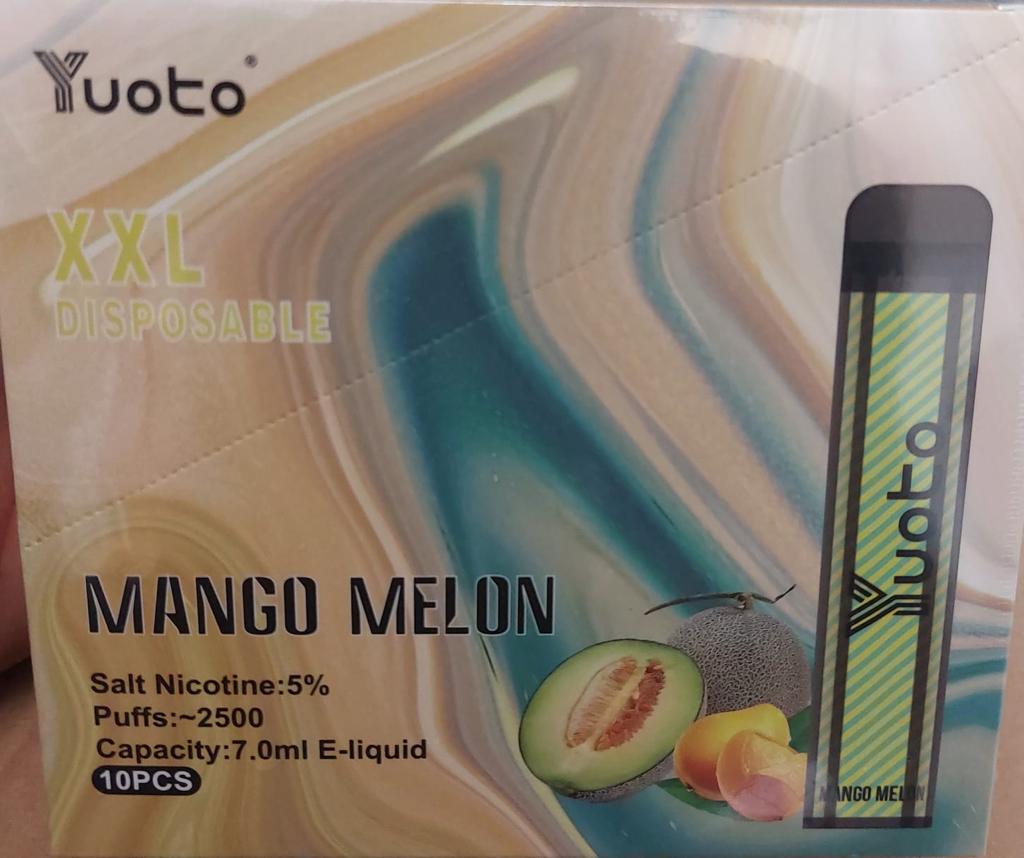 Yuoto®
XXL
DISPOSABLE
MANGO MELON
Salt Nicotine:5%
Puffs:~2500
Capacity:7.0ml E-liquid
10PCS
Yuoto
MANGO MELON